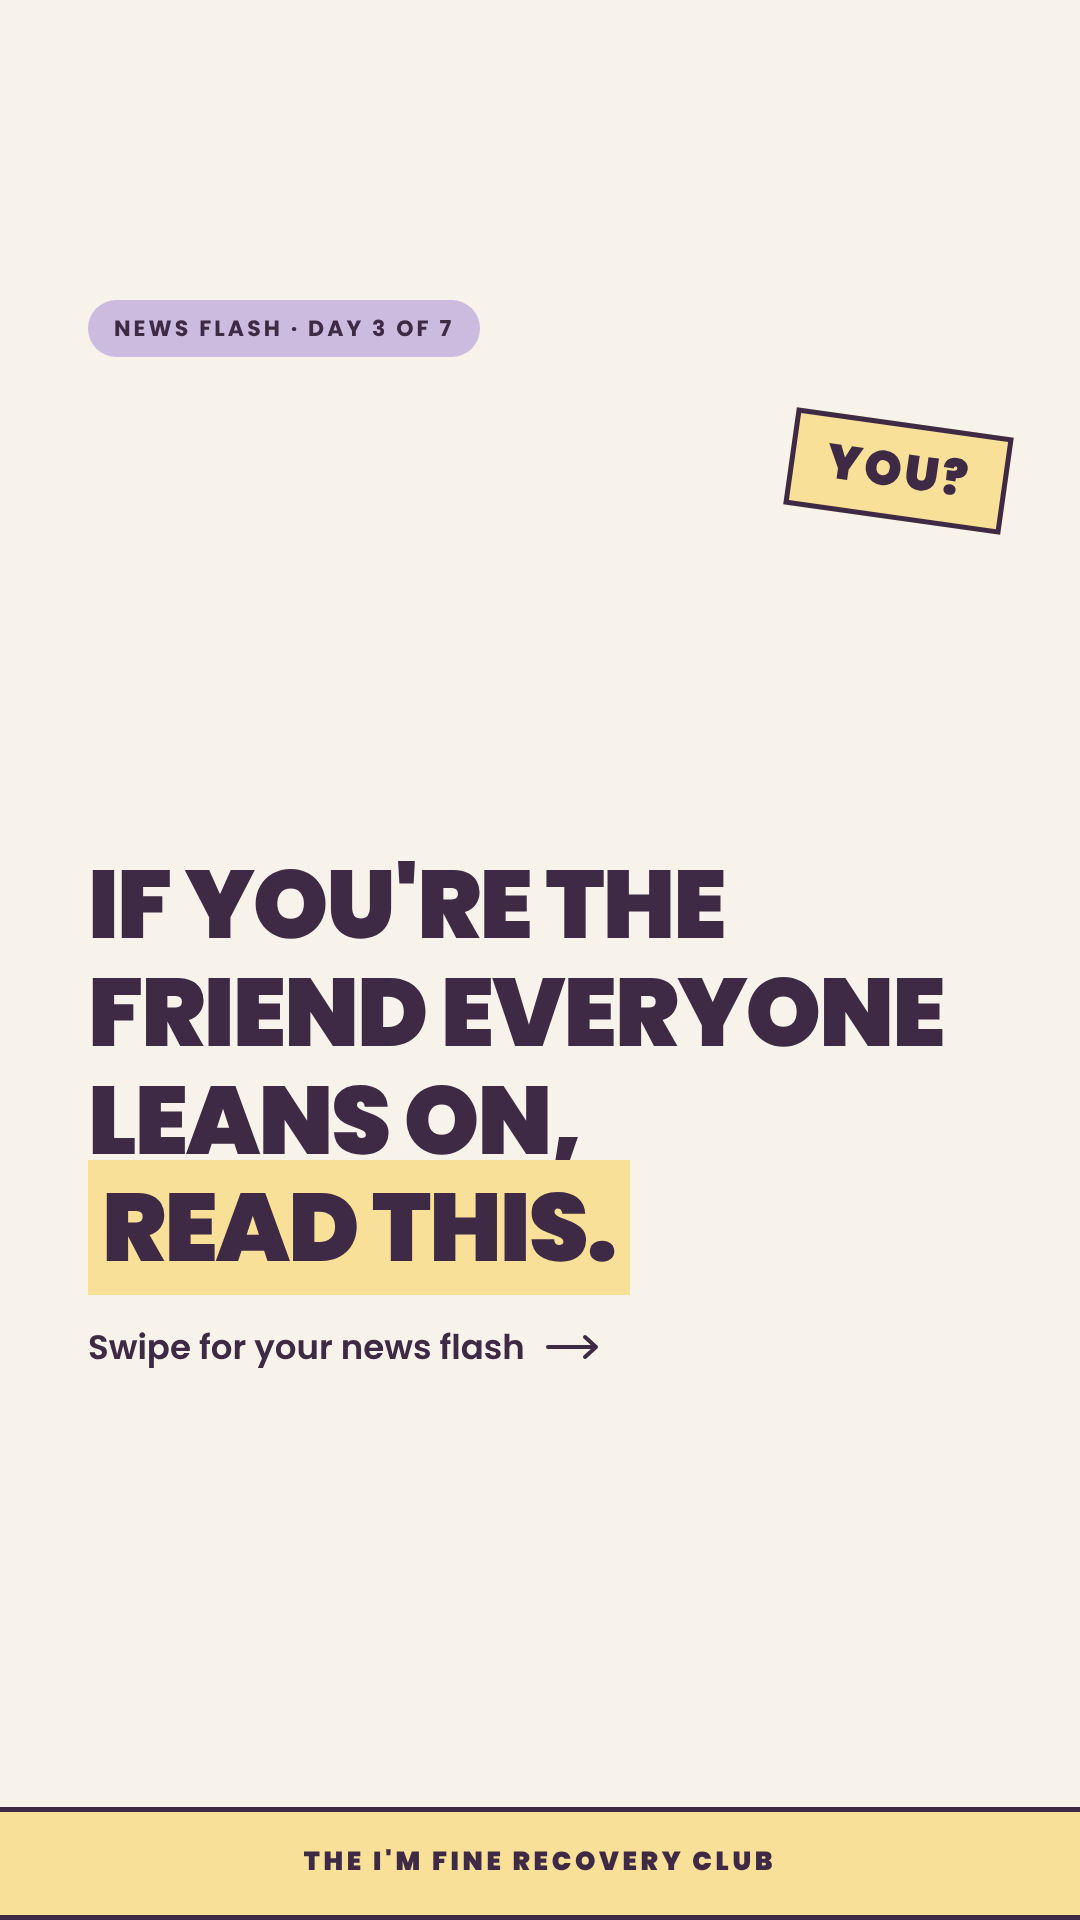 NEWS FLASH · DAY 3 OF 7
YOU?
IF YOU'RE THE
FRIEND EVERYONE
LEANS ON,
READ THIS.
Swipe for your news flash →
THE I'M FINE RECOVERY CLUB